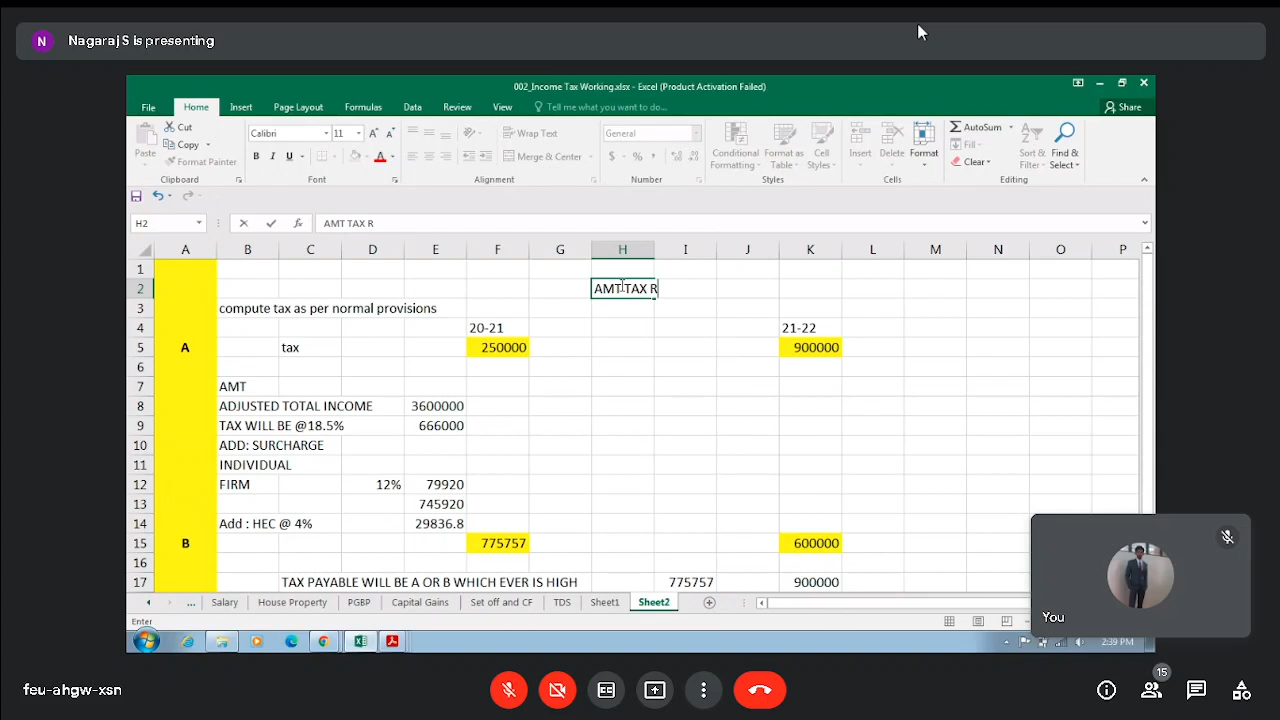 N Nagaraj S is presenting
002_Income Tax Working.xlsx - Excel (Product Activation Failed)
File Home Insert Page Layout Formulas Data Review View Tell me what you want to do... Share
Paste Cut Calibri 11 A A Wrap Text General Conditional Format as Cell Insert Delete Format AutoSum Sort & Find &
Copy B I U A Merge & Center $ % , Formatting Table Styles Fill Filter Select
Format Painter Clear
Clipboard Font Alignment Number Styles Cells Editing
H2 fx AMT TAX R
A B C D E F G H I J K L M N O P
1
2 AMT TAX R
3 compute tax as per normal provisions
4 20-21 21-22
5 A tax 250000 900000
6
7 AMT
8 ADJUSTED TOTAL INCOME 3600000
9 TAX WILL BE @18.5% 666000
10 ADD: SURCHARGE
11 INDIVIDUAL
12 FIRM 12% 79920
13 745920
14 Add : HEC @ 4% 29836.8
15 B 775757 600000
16
17 TAX PAYABLE WILL BE A OR B WHICH EVER IS HIGH 775757 900000
... Salary House Property PGBP Capital Gains Set off and CF TDS Sheet1 Sheet2
Enter
You
2:39 PM
feu-ahgw-xsn
15